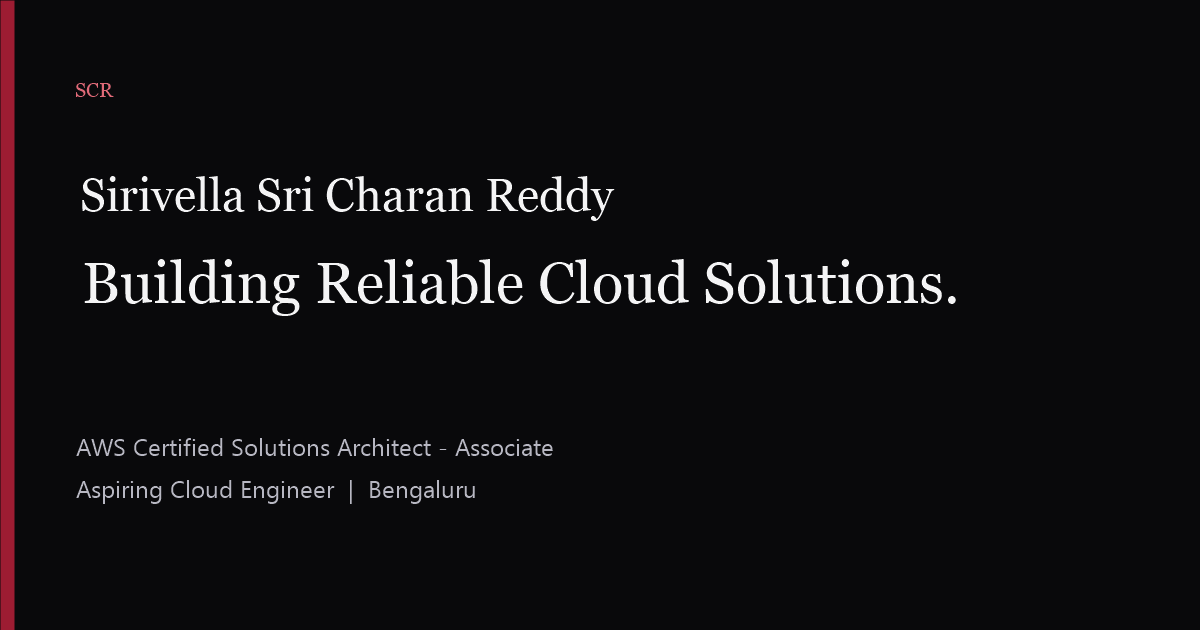 SCR
Sirivella Sri Charan Reddy
Building Reliable Cloud Solutions.
AWS Certified Solutions Architect - Associate
Aspiring Cloud Engineer | Bengaluru